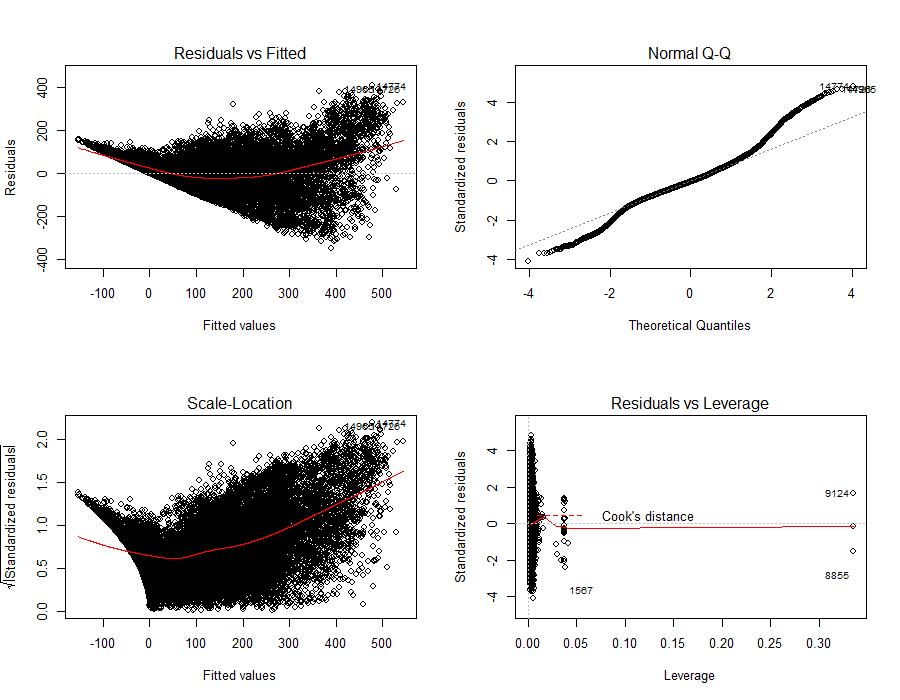 Residuals vs Fitted
Residuals
400
200
0
-200
-400
14774
-100 0 100 200 300 400 500
Fitted values
Normal Q-Q
Standardized residuals
4
2
0
-2
-4
14774
-4 -2 0 2 4
Theoretical Quantiles
Scale-Location
√|Standardized residuals|
2.0
1.5
1.0
0.5
0.0
14774
-100 0 100 200 300 400 500
Fitted values
Residuals vs Leverage
Standardized residuals
4
2
0
-2
-4
Cook's distance
9124
8855
1567
0.00 0.05 0.10 0.15 0.20 0.25 0.30
Leverage